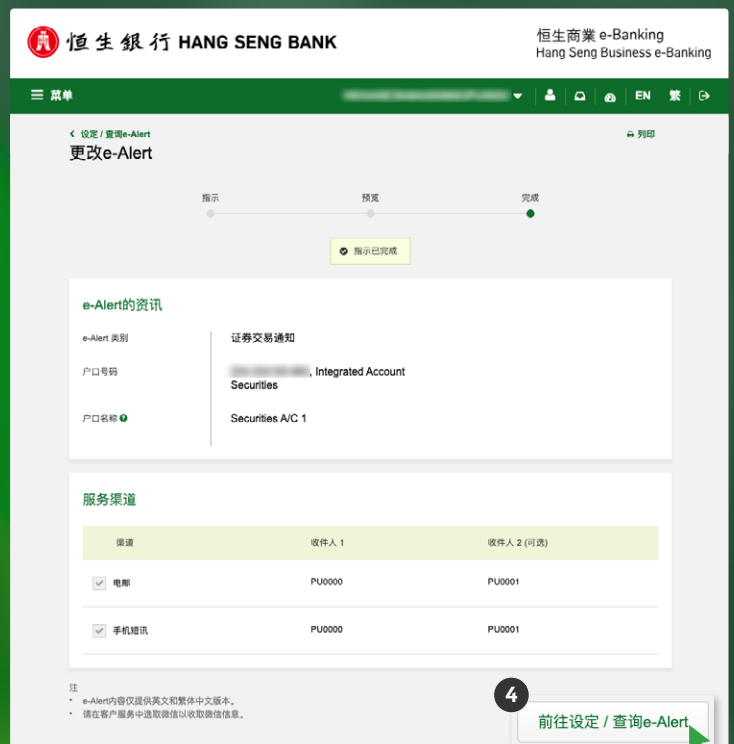 恒生銀行 HANG SENG BANK
恒生商業 e-Banking
Hang Seng Business e-Banking
菜单
EN 繁
设定 / 查询e-Alert
列印
更改e-Alert
指示 预览 完成
指示已完成
e-Alert的资讯
e-Alert 类别 证券交易通知
户口号码 , Integrated Account
Securities
户口名称 Securities A/C 1
服务渠道
渠道 收件人 1 收件人 2 (可选)
电邮 PU0000 PU0001
手机短讯 PU0000 PU0001
注
• e-Alert内容仅提供英文和繁体中文版本。
• 请在客户服务中选取微信以收取微信信息。
4
前往设定 / 查询e-Alert